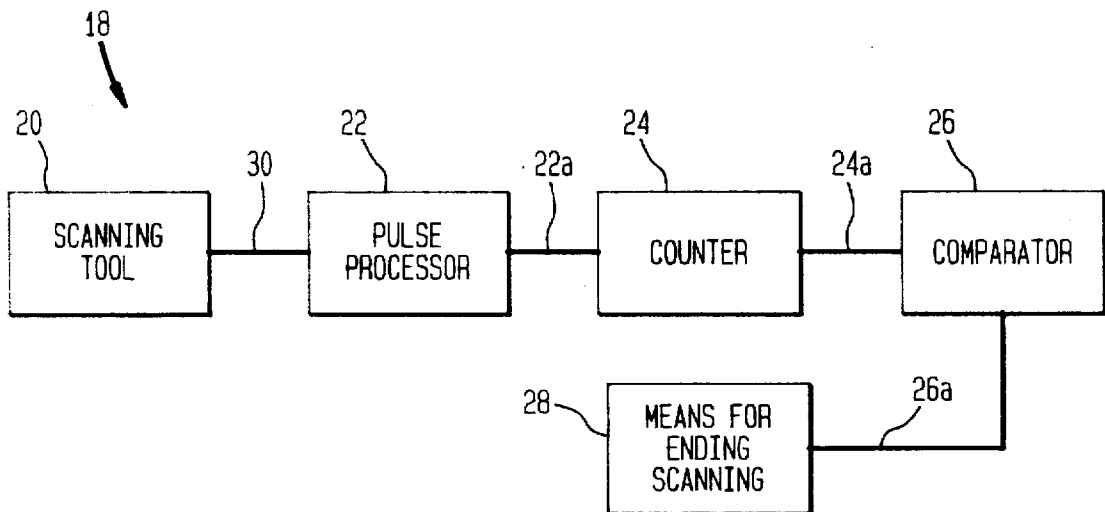 18
20
30
22
22a
24
24a
26
SCANNING
TOOL
PULSE
PROCESSOR
COUNTER
COMPARATOR
28
MEANS FOR
ENDING
SCANNING
26a